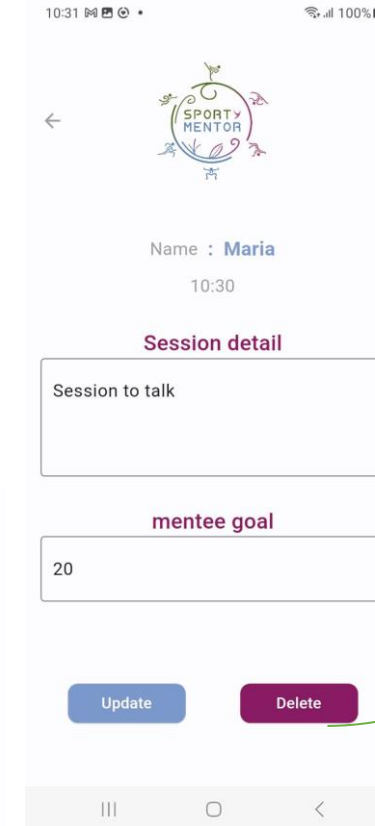 10:31
100%
SPORTY
MENTOR
Name : Maria
10:30
Session detail
Session to talk
mentee goal
20
Update
Delete